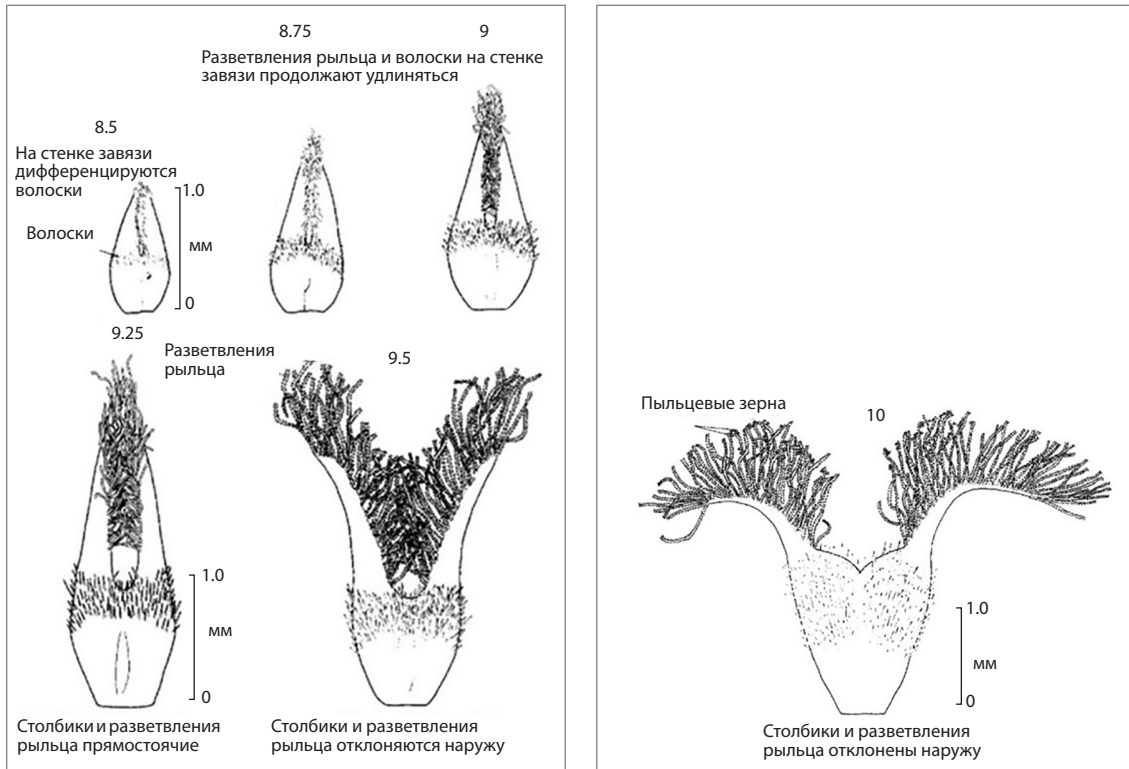 8.75
9
Разветвления рыльца и волоски на стенке
завязи продолжают удлиняться
8.5
На стенке завязи
дифференцируются
волоски
1.0
Волоски
мм
0
9.25
Разветвления
рыльца
9.5
1.0
мм
0
Столбики и разветвления
рыльца прямостоячие
Столбики и разветвления
рыльца отклоняются наружу
Пыльцевые зерна
10
1.0
мм
0
Столбики и разветвления
рыльца отклонены наружу